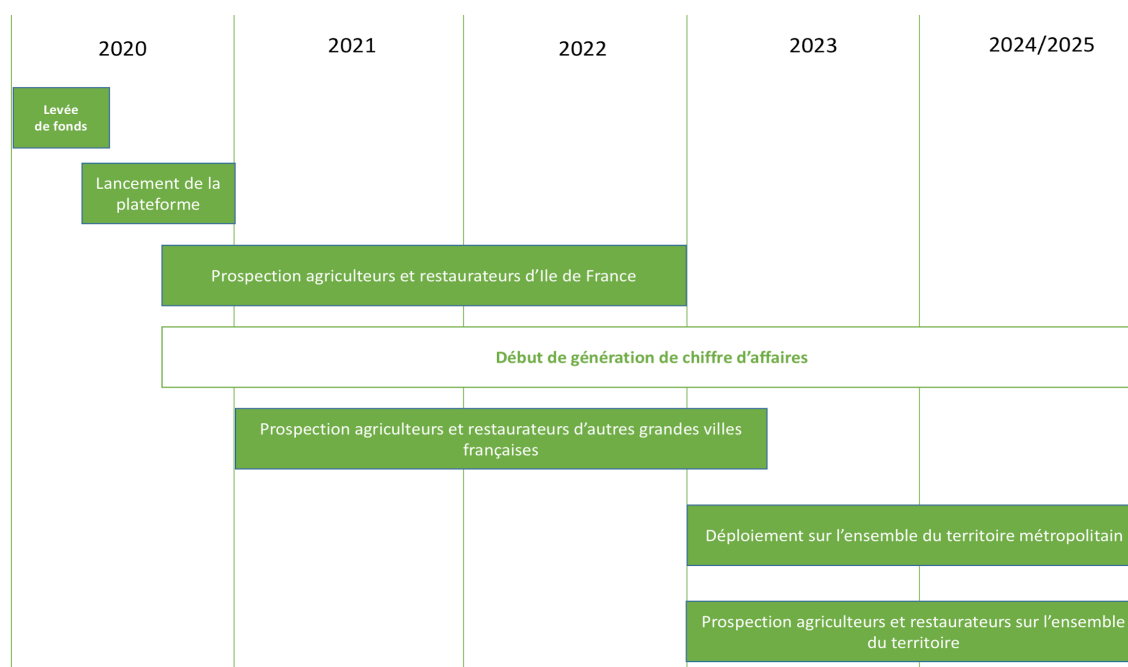 2020
2021
2022
2023
2024/2025
Levée
de fonds
Lancement de la
plateforme
Prospection agriculteurs et restaurateurs d’Ile de France
Début de génération de chiffre d’affaires
Prospection agriculteurs et restaurateurs d’autres grandes villes
françaises
Déploiement sur l’ensemble du territoire métropolitain
Prospection agriculteurs et restaurateurs sur l’ensemble
du territoire